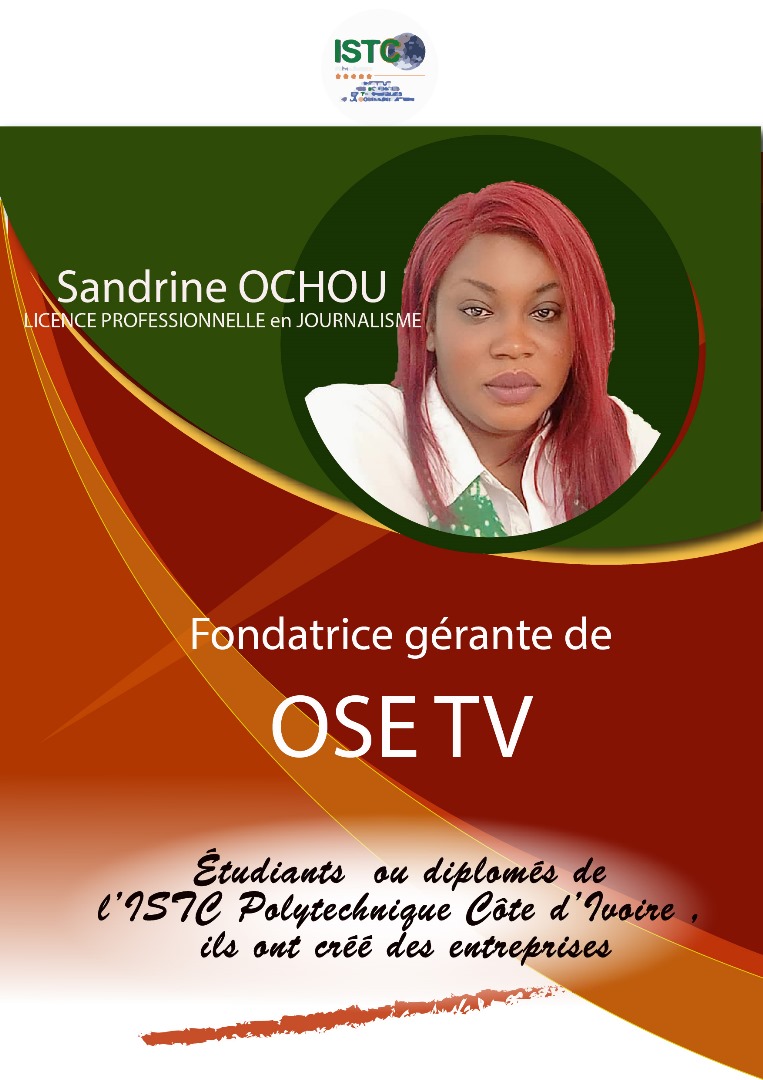 ISTC
Sandrine OCHOU
LICENCE PROFESSIONNELLE en JOURNALISME
Fondatrice gérante de
OSE TV
Étudiants ou diplomés de
l'ISTC Polytechnique Côte d'Ivoire ,
ils ont créé des entreprises